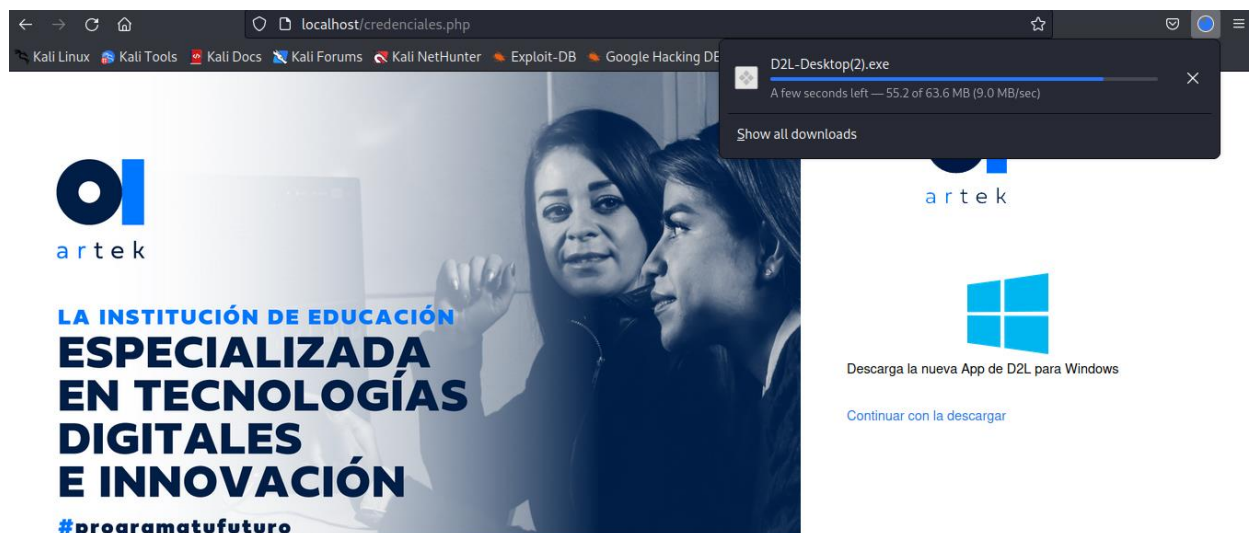 localhost/credenciales.php
Kali Linux Kali Tools Kali Docs Kali Forums Kali NetHunter Exploit-DB Google Hacking DB
D2L-Desktop(2).exe
A few seconds left — 55.2 of 63.6 MB (9.0 MB/sec)
Show all downloads
artek
LA INSTITUCIÓN DE EDUCACIÓN
ESPECIALIZADA
EN TECNOLOGÍAS
DIGITALES
E INNOVACIÓN
#programatufuturo
artek
Descarga la nueva App de D2L para Windows
Continuar con la descargar